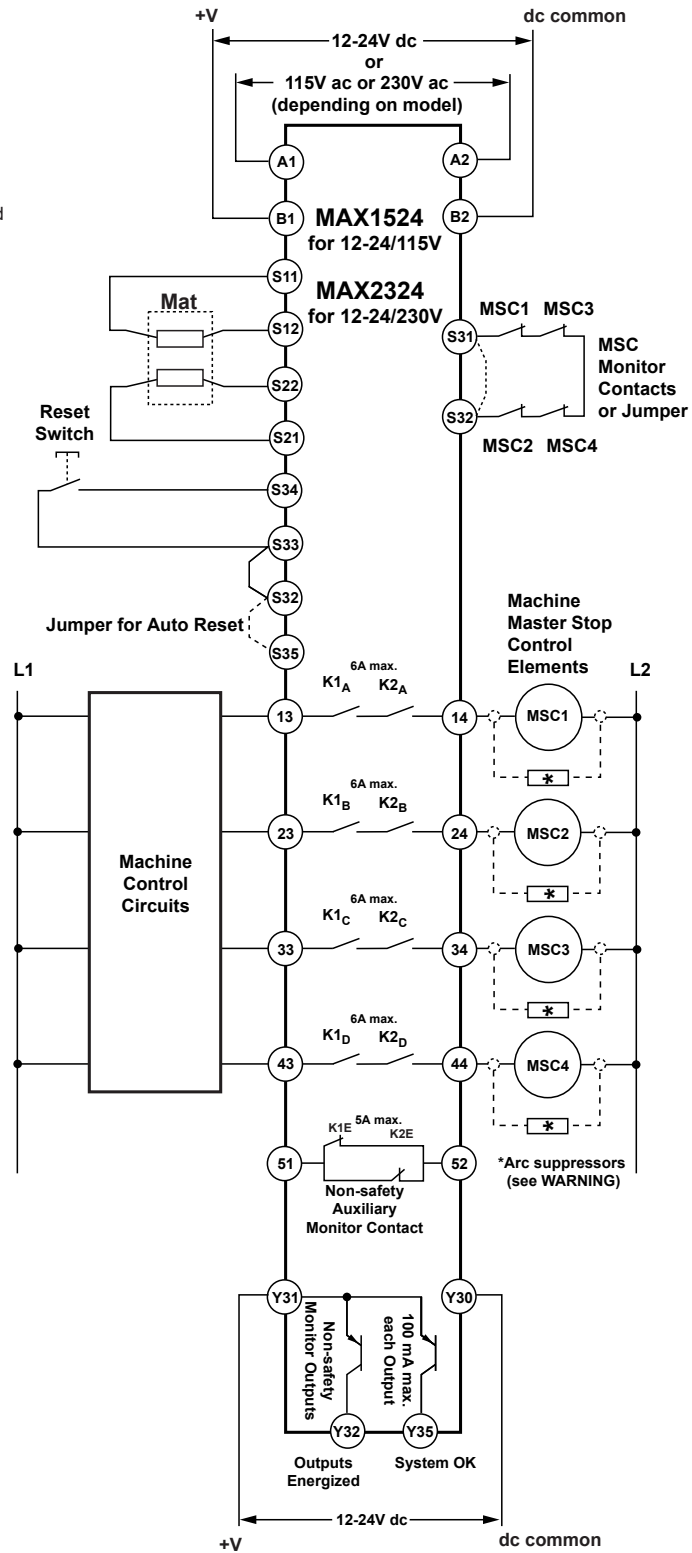 +V
dc common
12-24V dc
or
115V ac or 230V ac
(depending on model)
A1
A2
d
B1
B2
MAX1524
for 12-24/115V
S11
MAX2324
for 12-24/230V
Mat
S12
MSC1
MSC3
S31
MSC
Monitor
Contacts
or Jumper
S22
Reset
Switch
S32
MSC2
MSC4
S21
S34
S33
S32
Jumper for Auto Reset
S35
Machine
Master Stop
Control
Elements
L1
L2
6A max.
K1A
K2A
13
14
MSC1
*
6A max.
K1B
K2B
23
24
MSC2
*
Machine
Control
Circuits
6A max.
K1C
K2C
33
34
MSC3
*
6A max.
K1D
K2D
43
44
MSC4
*
5A max.
K1E
K2E
51
52
Non-safety
Auxiliary
Monitor Contact
*Arc suppressors
(see WARNING)
Y31
Y30
Non-safety
Monitor Outputs
100 mA max.
each Output
Y32
Y35
Outputs
Energized
System OK
12-24V dc
+V
dc common